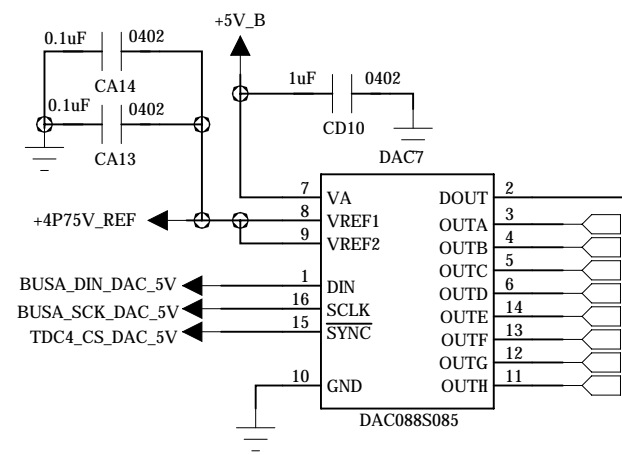 +5V_B
0.1uF 0402
CA14
0.1uF 0402
CA13
1uF 0402
CD10
DAC7
7 VA
8 VREF1
9 VREF2
+4P75V_REF
1 DIN
16 SCLK
15 SYNC
BUSA_DIN_DAC_5V
BUSA_SCK_DAC_5V
TDC4_CS_DAC_5V
10 GND
DOUT 2
OUTA 3
OUTB 4
OUTC 5
OUTD 6
OUTE 14
OUTF 13
OUTG 12
OUTH 11
DAC088S085